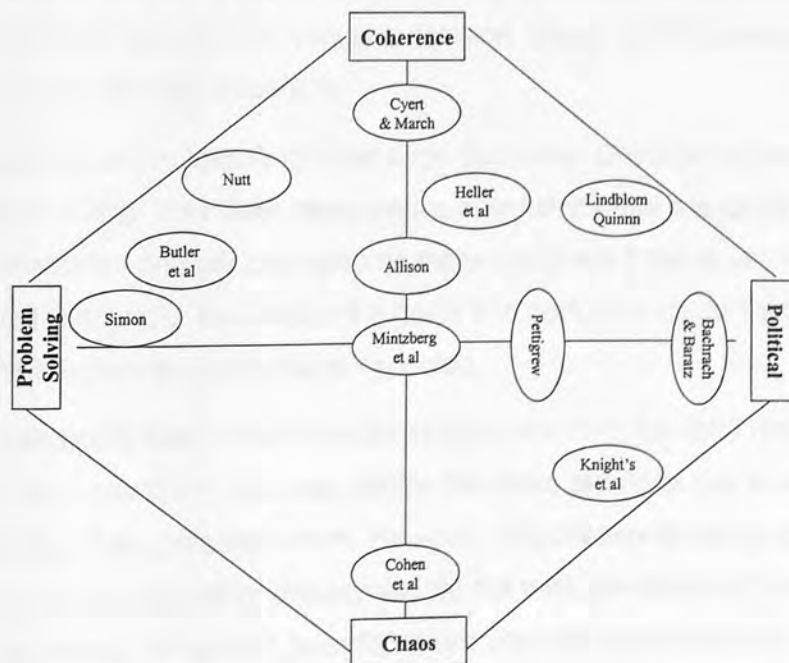 Coherence
Cyert
& March
Nutt
Heller
et al
Lindblom
Quinnn
Butler
et al
Allison
Simon
Problem
Solving
Mintzberg
et al
Pettigrew
Bachrach
& Baratz
Political
Knight's
et al
Cohen
et al
Chaos